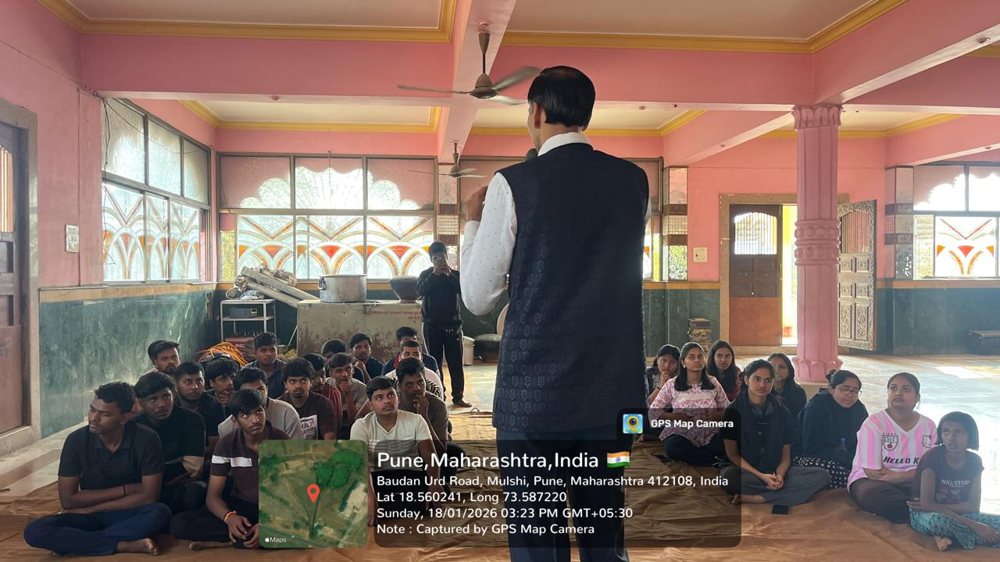 GPS Map Camera
Pune,Maharashtra,India 🇮🇳
Baudan Urd Road, Mulshi, Pune, Maharashtra 412108, India
Lat 18.560241, Long 73.587220
Sunday, 18/01/2026 03:23 PM GMT+05:30
Note : Captured by GPS Map Camera
Maps
HELLO K